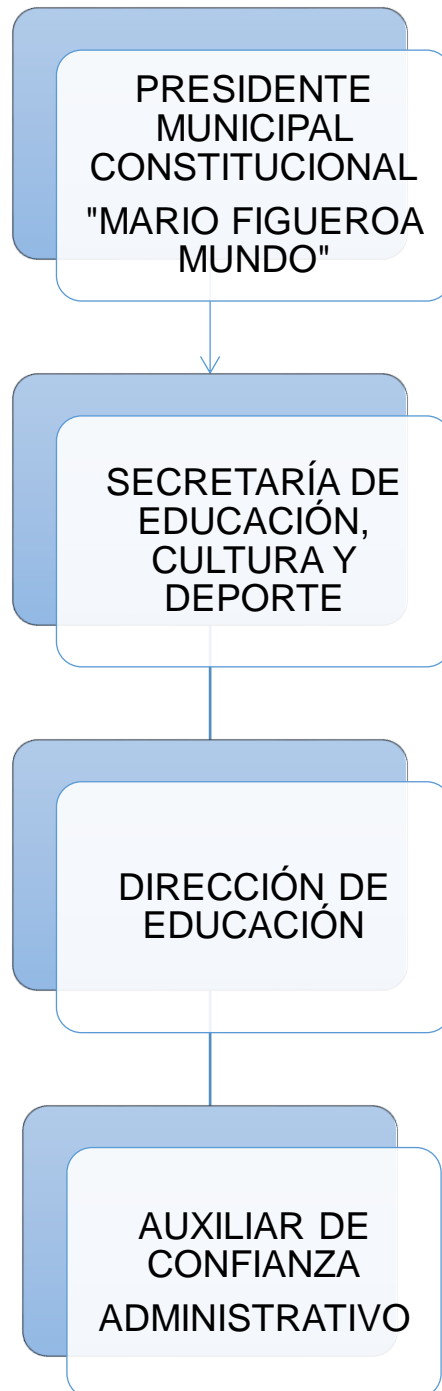 PRESIDENTE
MUNICIPAL
CONSTITUCIONAL
"MARIO FIGUEROA
MUNDO"
SECRETARÍA DE
EDUCACIÓN,
CULTURA Y
DEPORTE
DIRECCIÓN DE
EDUCACIÓN
AUXILIAR DE
CONFIANZA
ADMINISTRATIVO